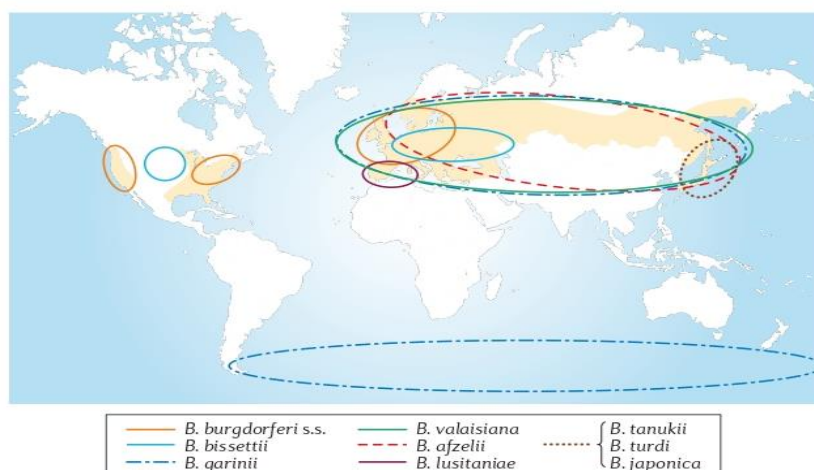 B. burgdorferi s.s.
B. bissettii
B. garinii
B. valaisiana
B. afzelii
B. lusitaniae
B. tanukii
B. turdi
B. japonica